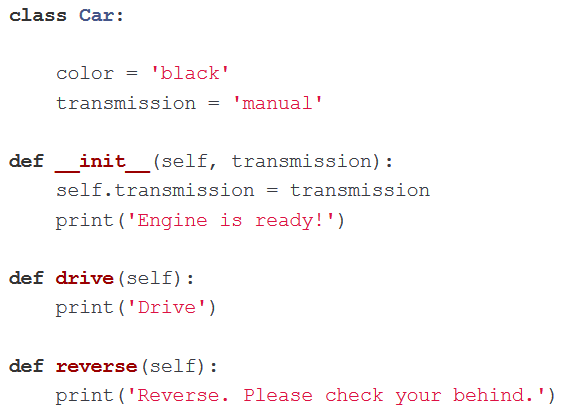 class Car:
    color = 'black'
    transmission = 'manual'
def __init__(self, transmission):
    self.transmission = transmission
    print('Engine is ready!')
def drive(self):
    print('Drive')
def reverse(self):
    print('Reverse. Please check your behind.')